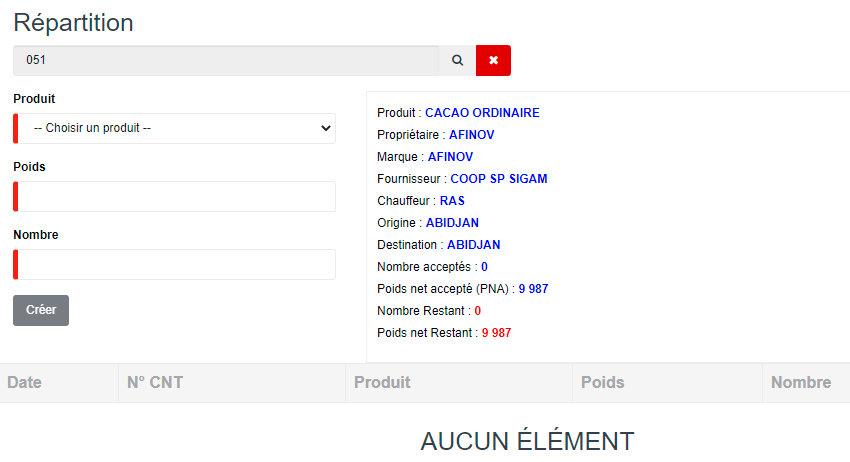 Répartition
051
Produit
-- Choisir un produit --
Poids
Nombre
Créer
Produit : CACAO ORDINAIRE
Propriétaire : AFINOV
Marque : AFINOV
Fournisseur : COOP SP SIGAM
Chauffeur : RAS
Origine : ABIDJAN
Destination : ABIDJAN
Nombre acceptés : 0
Poids net accepté (PNA) : 9 987
Nombre Restant : 0
Poids net Restant : 9 987
Date N° CNT Produit Poids Nombre
AUCUN ÉLÉMENT